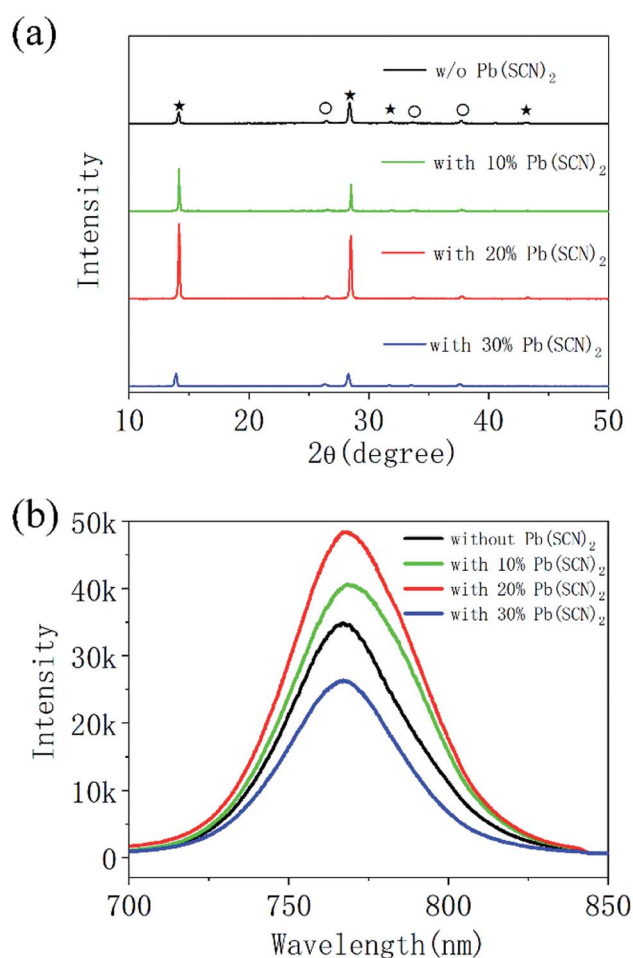 (a)
Intensity
w/o Pb(SCN)₂
with 10% Pb(SCN)₂
with 20% Pb(SCN)₂
with 30% Pb(SCN)₂
10 20 30 40 50
2θ(degree)
(b)
Intensity
50k
40k
30k
20k
10k
0
without Pb(SCN)₂
with 10% Pb(SCN)₂
with 20% Pb(SCN)₂
with 30% Pb(SCN)₂
700 750 800 850
Wavelength(nm)